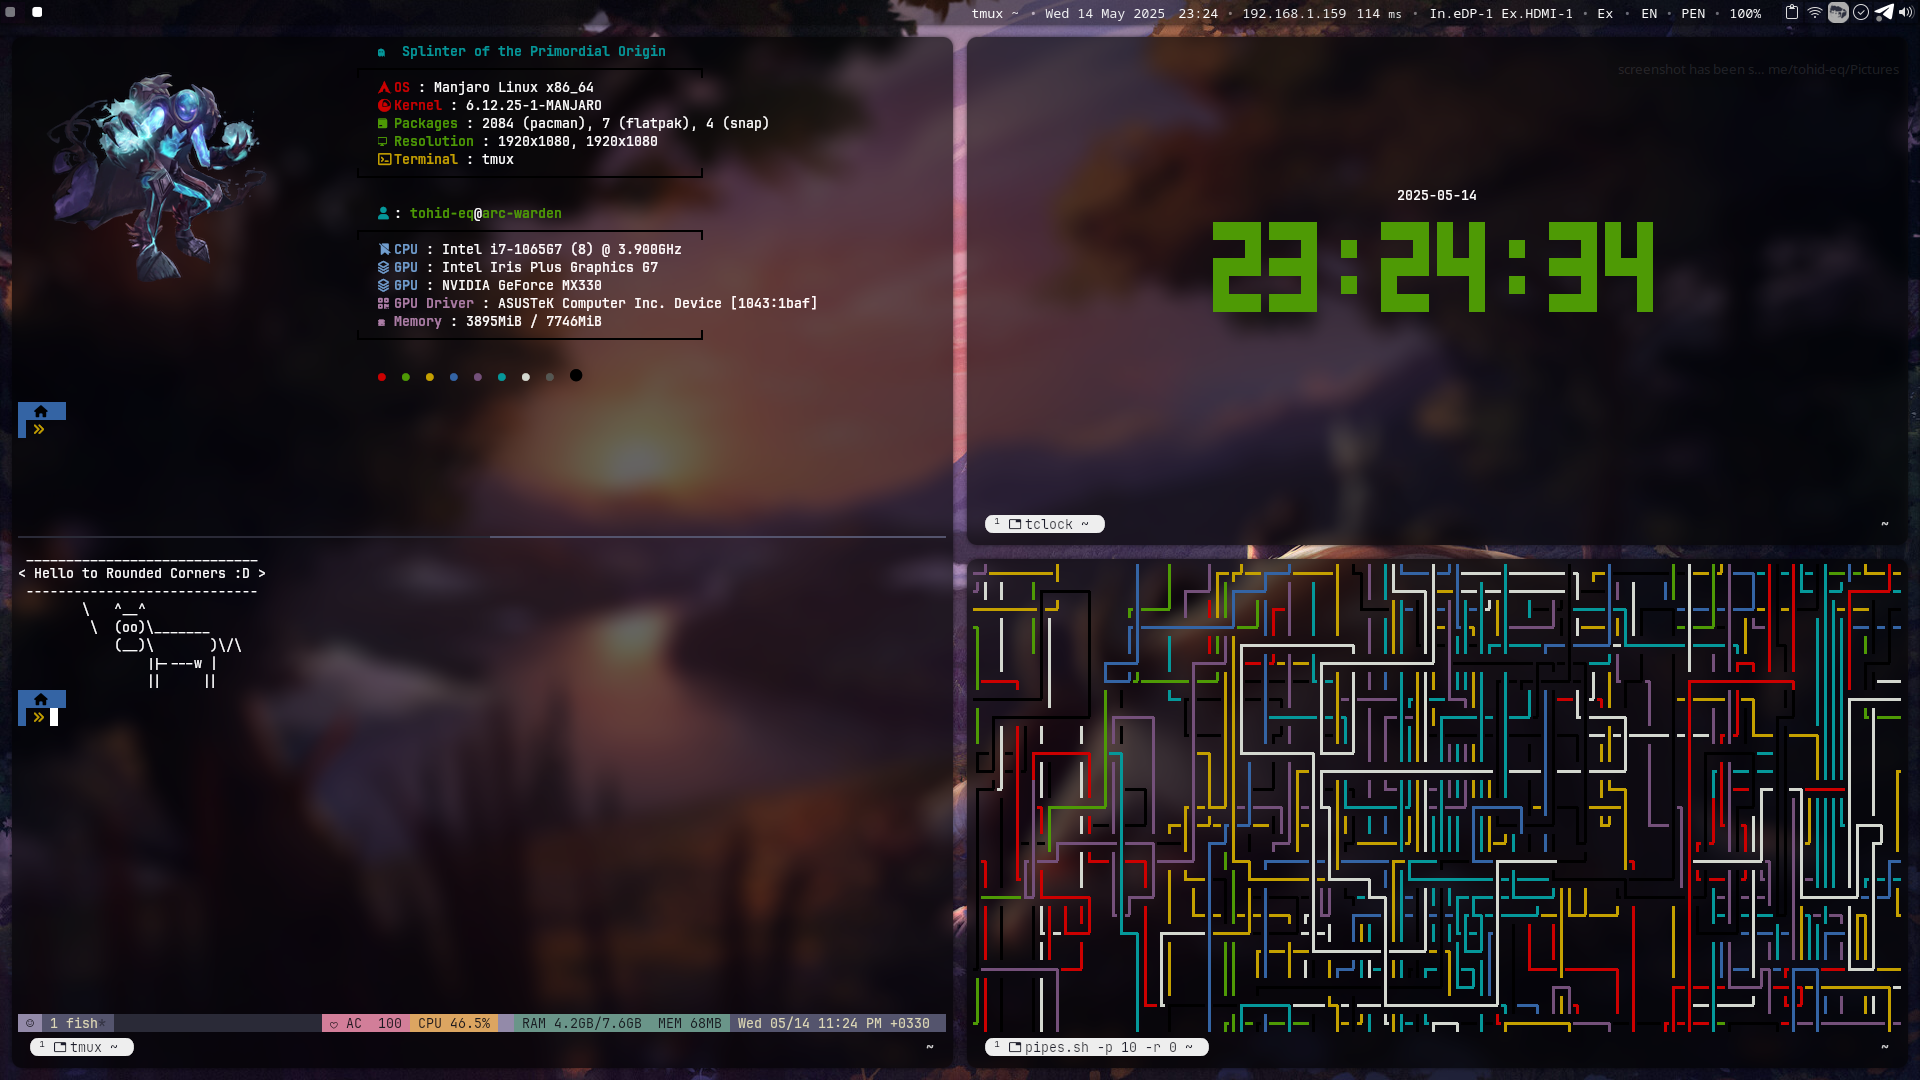 tmux ~ • Wed 14 May 2025 23:24 • 192.168.1.159 114 ms • In.eDP-1 Ex.HDMI-1 • Ex • EN • PEN • 100%
Splinter of the Primordial Origin
OS : Manjaro Linux x86_64
Kernel : 6.12.25-1-MANJARO
Packages : 2084 (pacman), 7 (flatpak), 4 (snap)
Resolution : 1920x1080, 1920x1080
Terminal : tmux
: tohid-eq@arc-warden
CPU : Intel i7-1065G7 (8) @ 3.900GHz
GPU : Intel Iris Plus Graphics G7
GPU : NVIDIA GeForce MX330
GPU Driver : ASUSTeK Computer Inc. Device [1043:1baf]
Memory : 3895MiB / 7746MiB
< Hello to Rounded Corners :D >
\   ^__^
\  (oo)\_______
(__)\       )\/\
||----w |
||     ||
1 fish*
AC 100 CPU 46.5% RAM 4.2GB/7.6GB MEM 68MB Wed 05/14 11:24 PM +0330
1 tmux ~
~
screenshot has been s... me/tohid-eq/Pictures
2025-05-14
23:24:34
1 tclock ~
~
1 pipes.sh -p 10 -r 0 ~
~